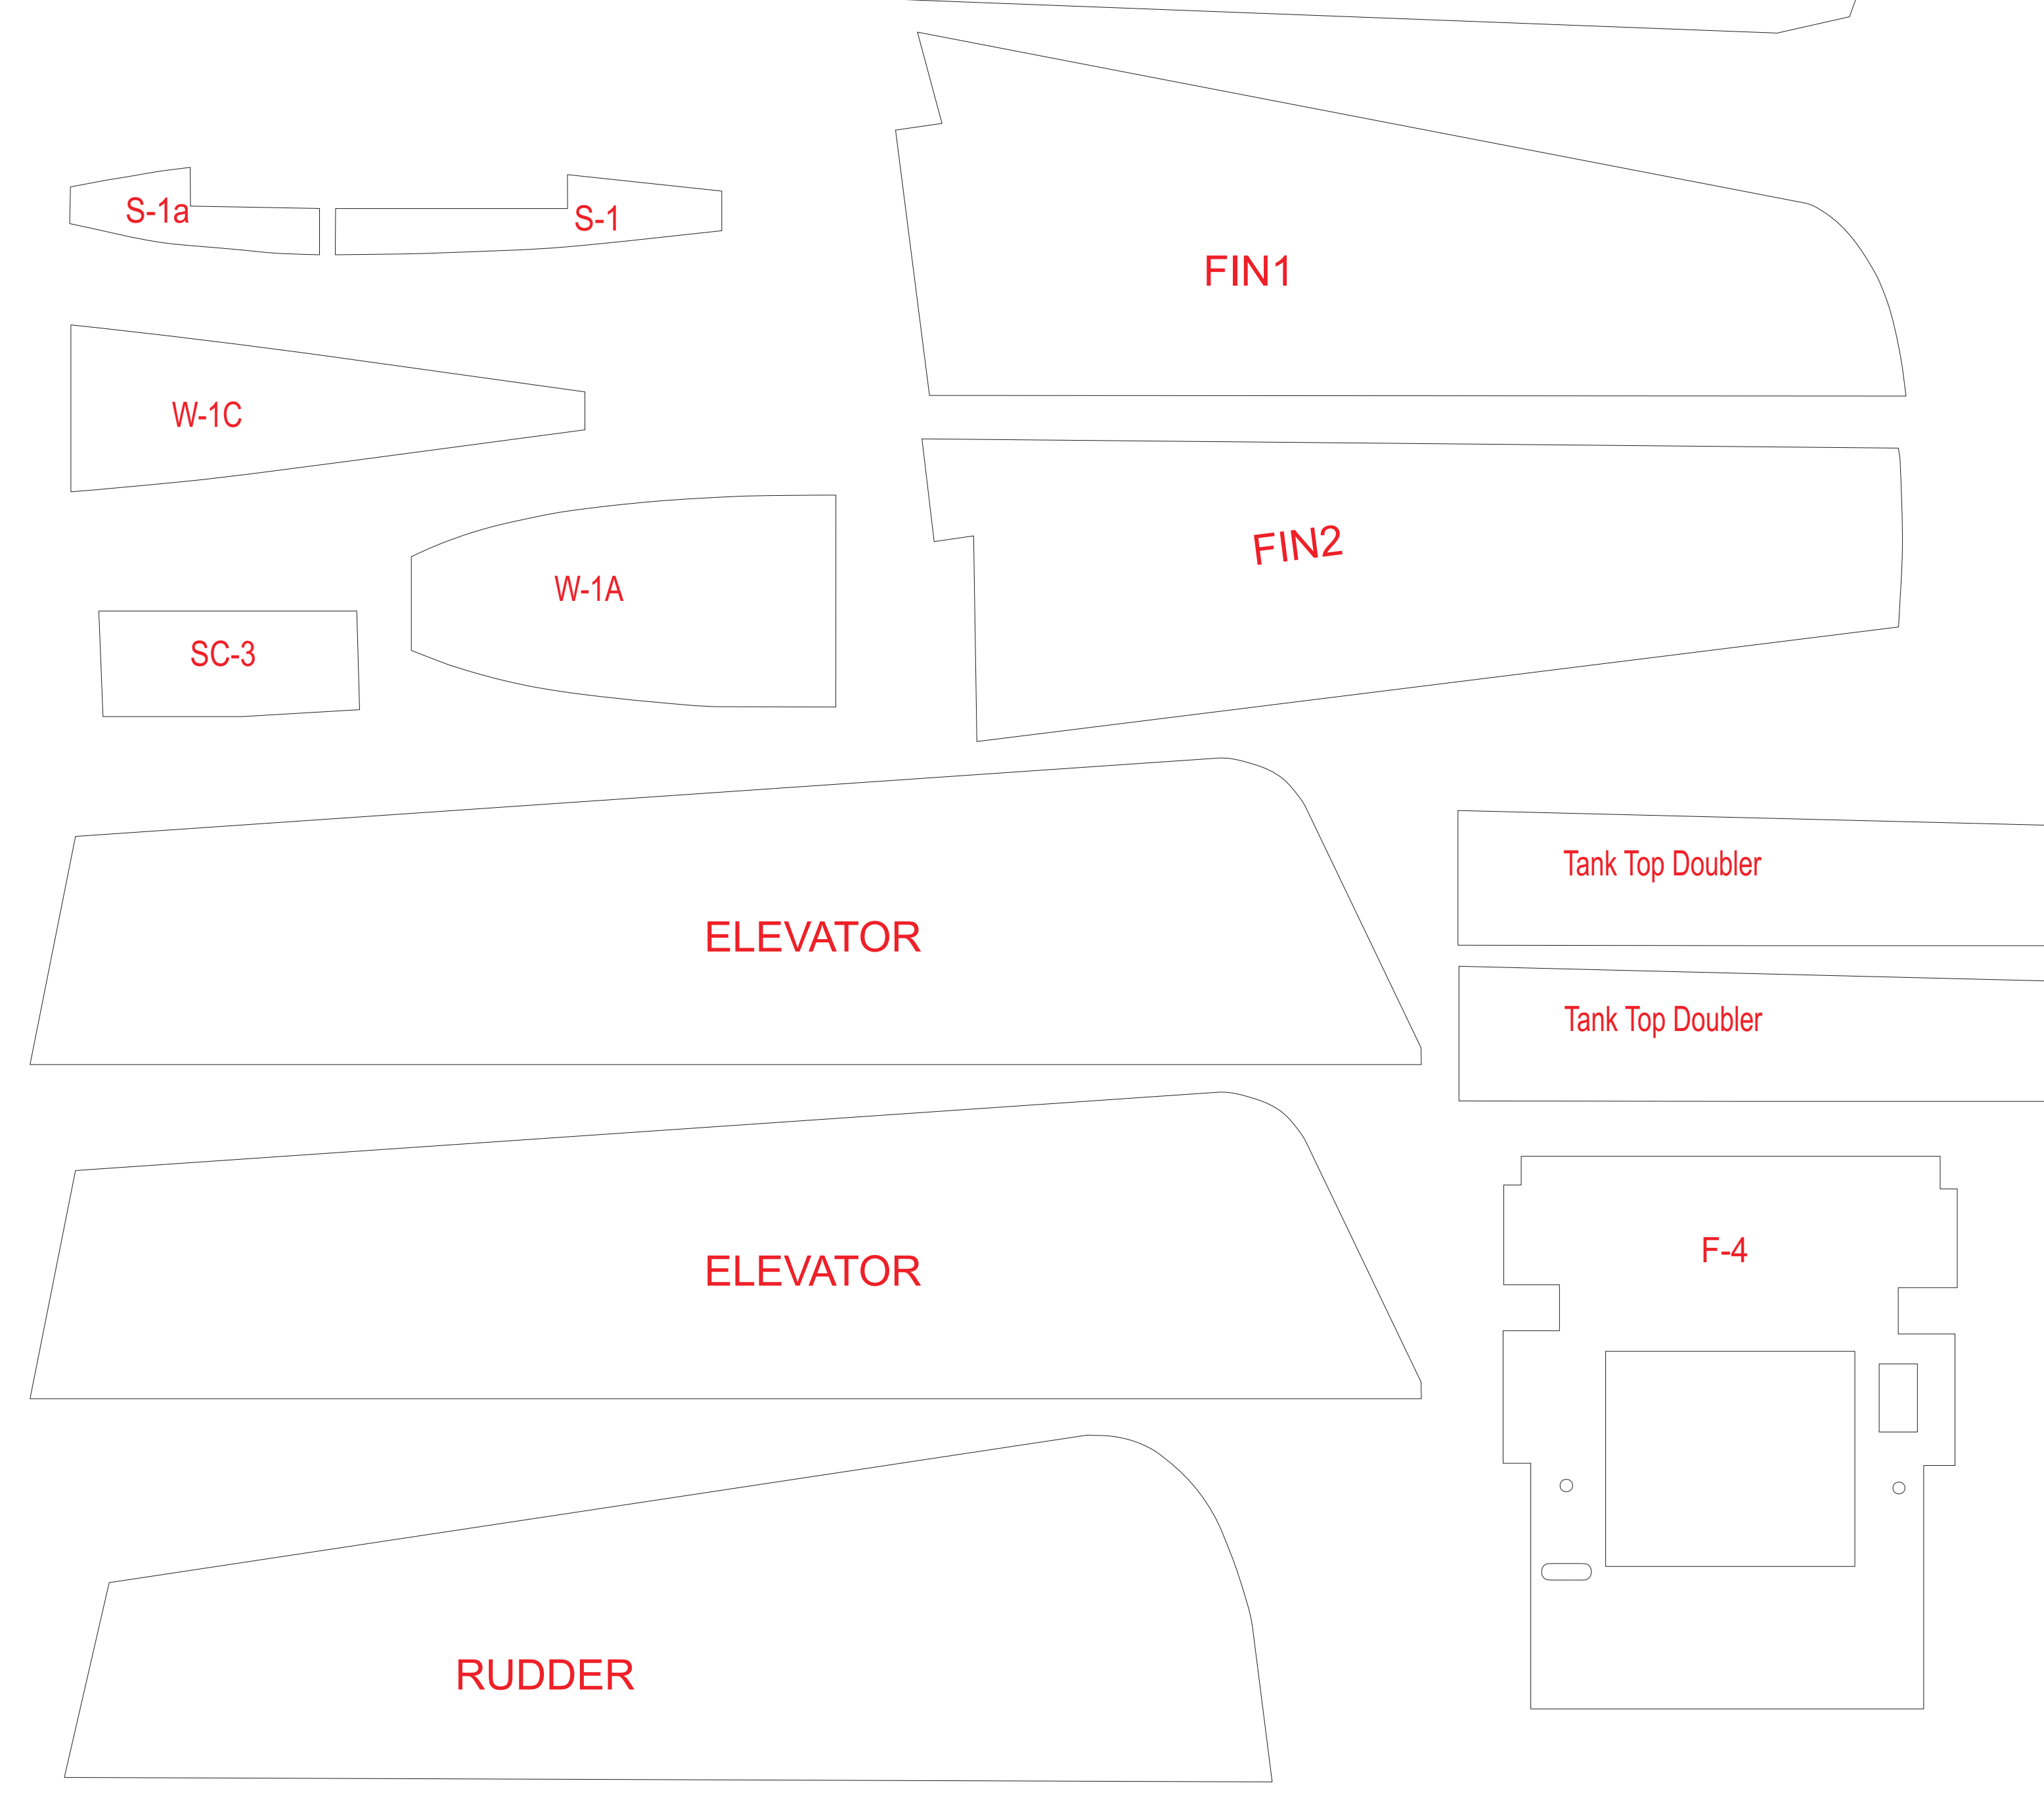 S-1a
S-1
FIN1
W-1C
FIN2
W-1A
SC-3
Tank Top Doubler
ELEVATOR
Tank Top Doubler
F-4
ELEVATOR
RUDDER